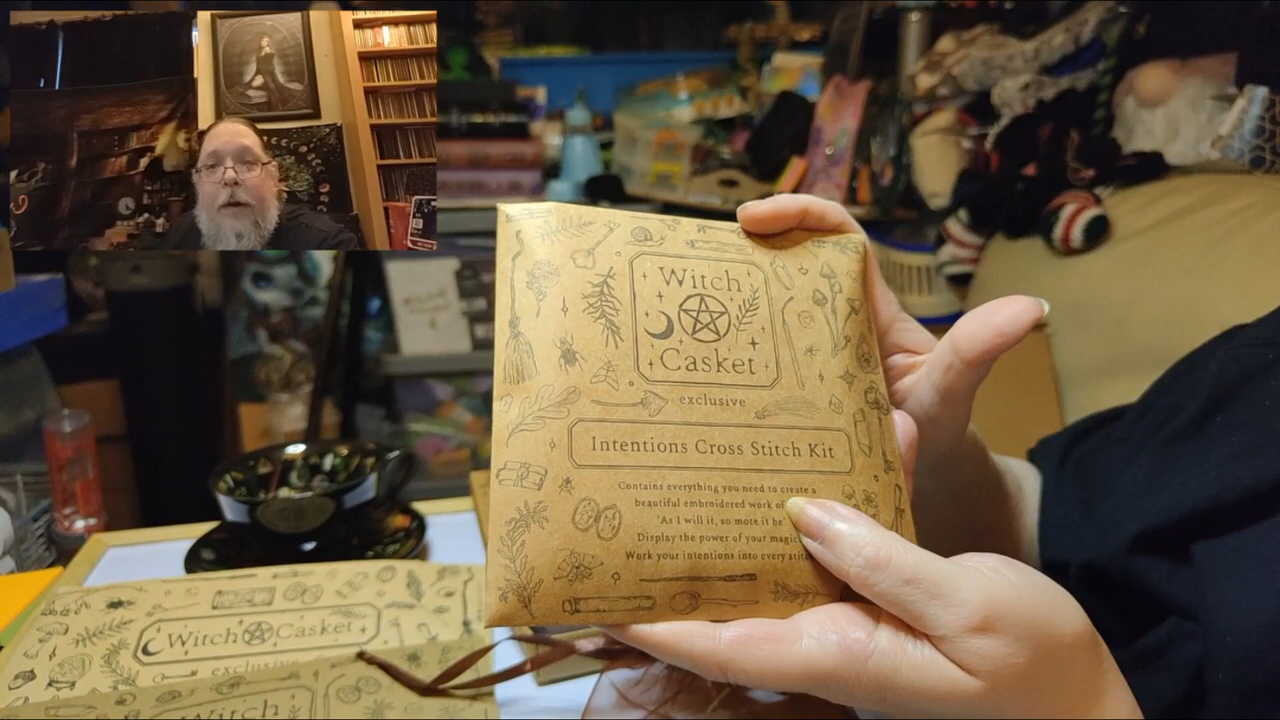 Witch
Casket
exclusive
Intentions Cross Stitch Kit
Contains everything you need to create a
beautiful embroidered work of
'As I will it, so mote it be'
Display the power of your magic
Work your intentions into every
Witch Casket
exclusive
Witch